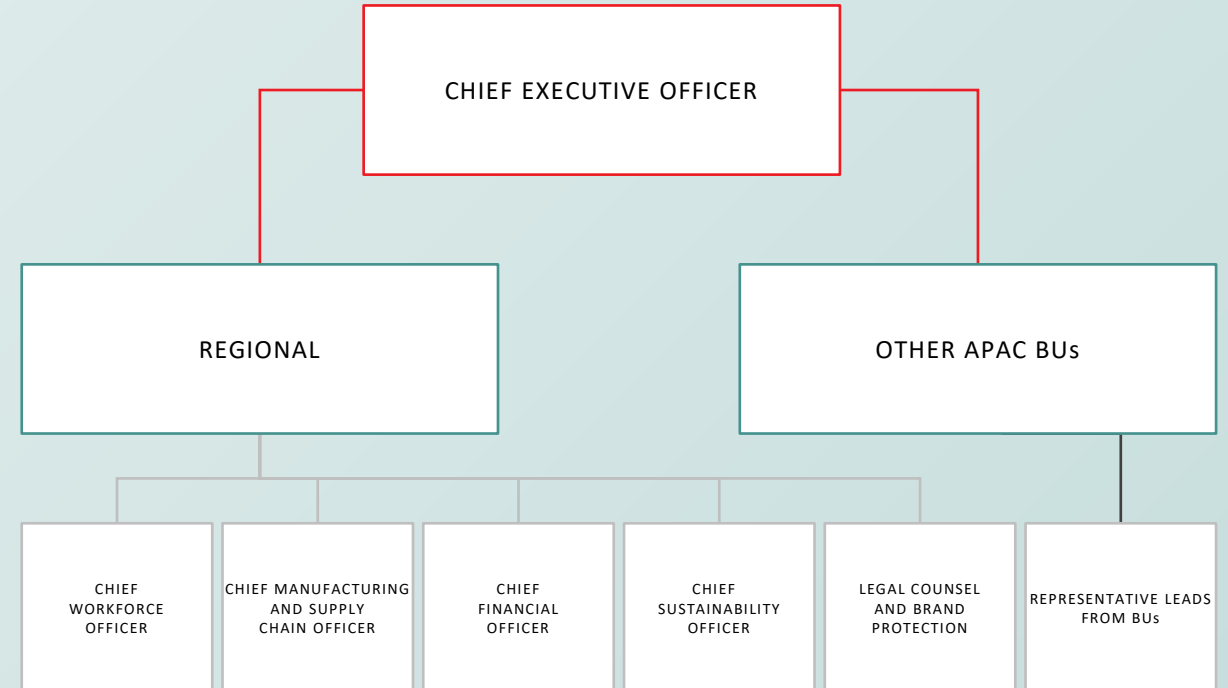 CHIEF EXECUTIVE OFFICER
REGIONAL
OTHER APAC BUs
CHIEF
WORKFORCE
OFFICER
CHIEF MANUFACTURING
AND SUPPLY
CHAIN OFFICER
CHIEF
FINANCIAL
OFFICER
CHIEF
SUSTAINABILITY
OFFICER
LEGAL COUNSEL
AND BRAND
PROTECTION
REPRESENTATIVE LEADS
FROM BUs